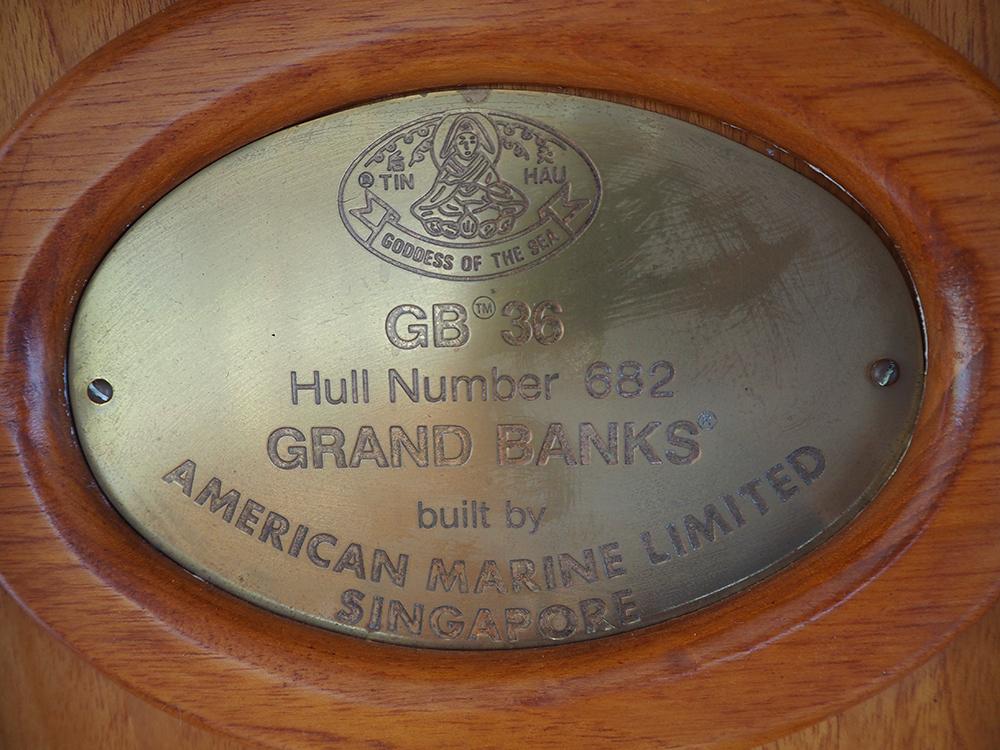 后
TIN HAU
GODDESS OF THE SEA
GB™ 36
Hull Number 682
GRAND BANKS®
built by
AMERICAN MARINE LIMITED
SINGAPORE